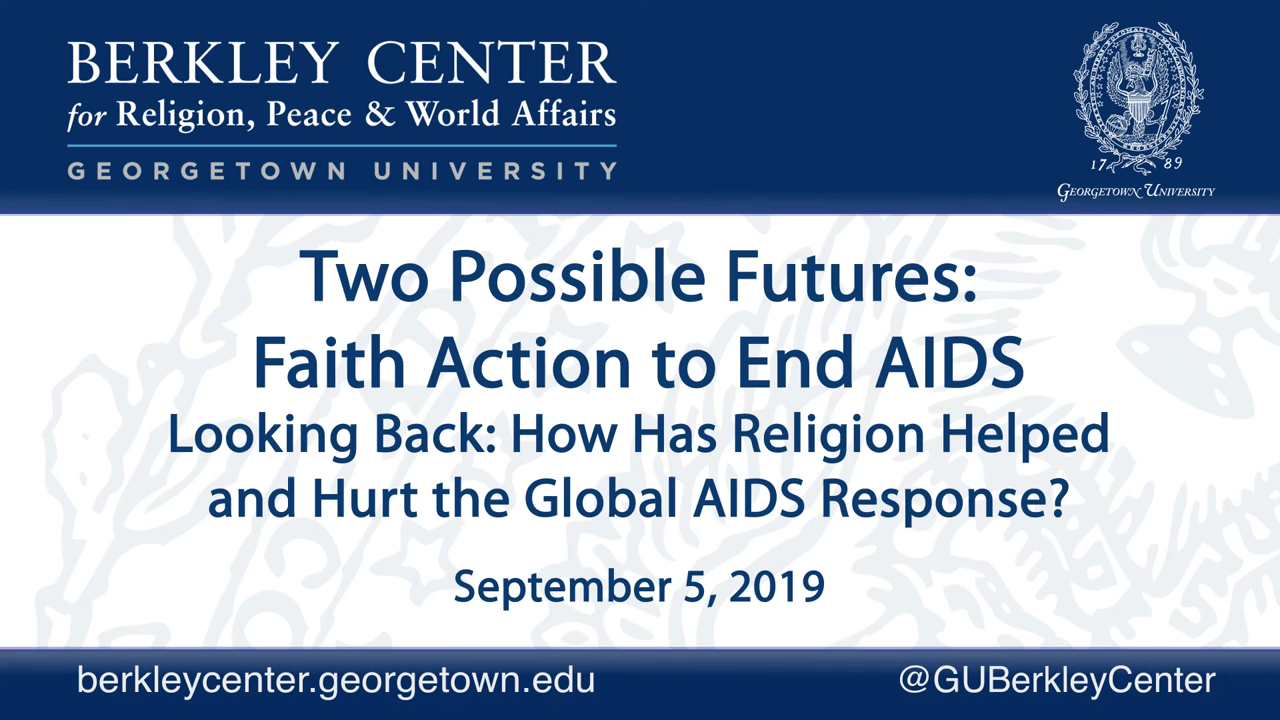 BERKLEY CENTER
for Religion, Peace & World Affairs
GEORGETOWN UNIVERSITY
17 89
GEORGETOWN UNIVERSITY
Two Possible Futures:
Faith Action to End AIDS
Looking Back: How Has Religion Helped
and Hurt the Global AIDS Response?
September 5, 2019
berkleycenter.georgetown.edu
@GUBerkleyCenter